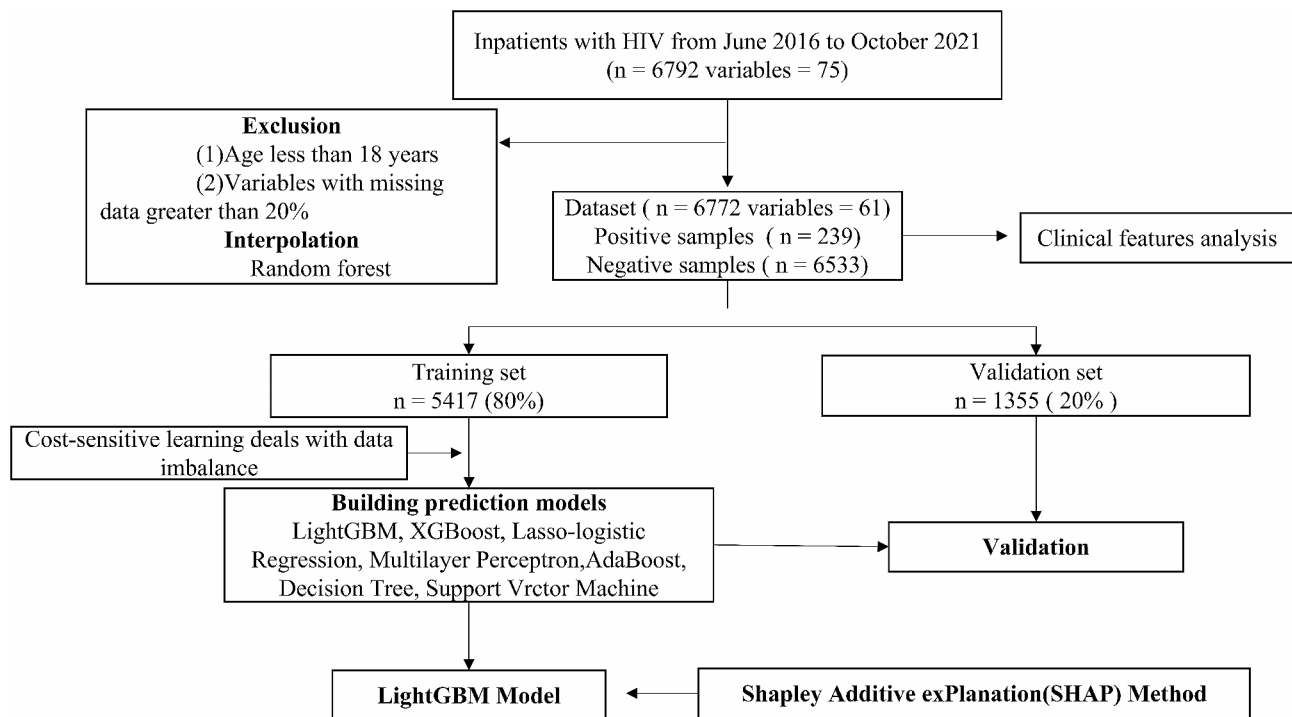 Inpatients with HIV from June 2016 to October 2021
(n = 6792 variables = 75)
Exclusion
(1)Age less than 18 years
(2)Variables with missing
data greater than 20%
Interpolation
Random forest
Dataset ( n = 6772 variables = 61)
Positive samples ( n = 239)
Negative samples ( n = 6533)
Clinical features analysis
Training set
n = 5417 (80%)
Validation set
n = 1355 ( 20% )
Cost-sensitive learning deals with data
imbalance
Building prediction models
LightGBM, XGBoost, Lasso-logistic
Regression, Multilayer Perceptron,AdaBoost,
Decision Tree, Support Vrctor Machine
Validation
LightGBM Model
Shapley Additive exPlanation(SHAP) Method